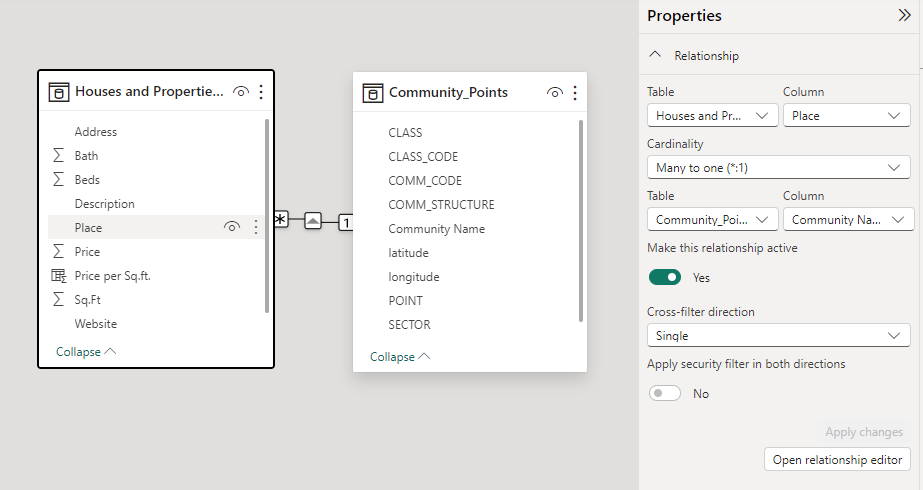 Houses and Propertie...
Address
Bath
Beds
Description
Place
Price
Price per Sq.ft.
Sq.Ft
Website
Collapse
*
1
Community_Points
CLASS
CLASS_CODE
COMM_CODE
COMM_STRUCTURE
Community Name
latitude
longitude
POINT
SECTOR
Collapse
Properties
Relationship
Table Column
Houses and Pr... Place
Cardinality
Many to one (*:1)
Table Column
Community_Poi... Community Na...
Make this relationship active
Yes
Cross-filter direction
Single
Apply security filter in both directions
No
Apply changes
Open relationship editor